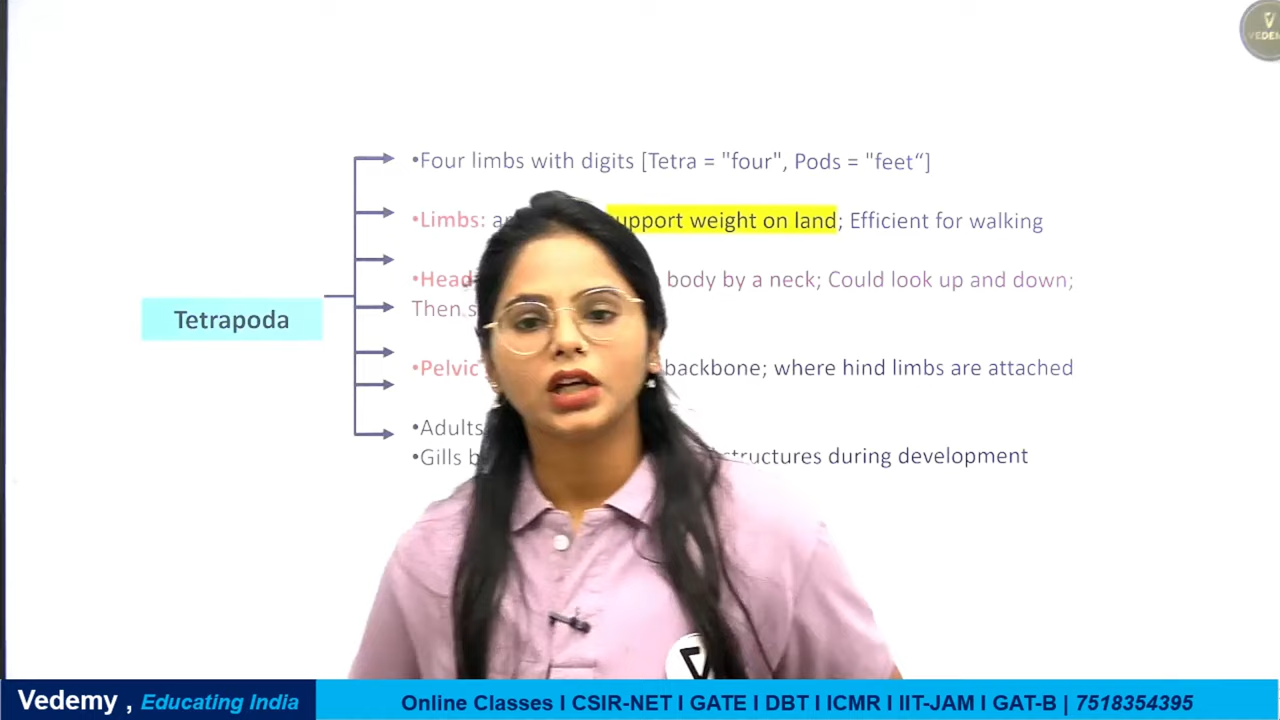 VEDEM
•Four limbs with digits [Tetra = "four", Pods = "feet“]
•Limbs: upport weight on land; Efficient for walking
•Head body by a neck; Could look up and down;
Then
Tetrapoda
•Pelvic backbone; where hind limbs are attached
•Adults
•Gills structures during development
Vedemy , Educating India
Online Classes I CSIR-NET I GATE I DBT I ICMR I IIT-JAM I GAT-B | 7518354395